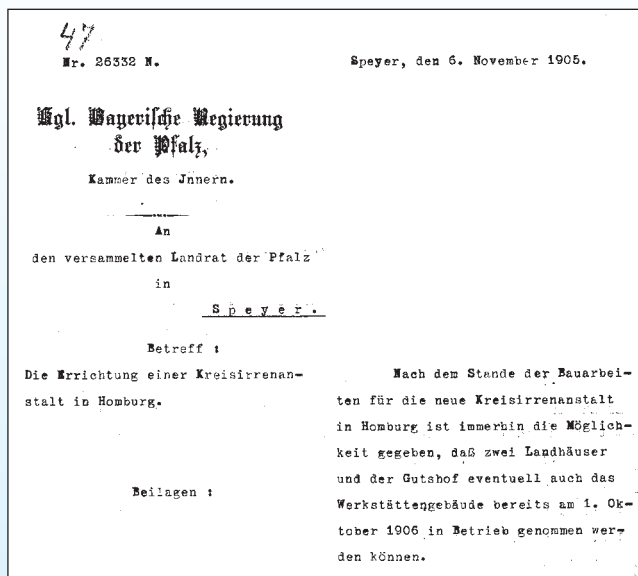 47
Nr. 26332 N.
Speyer, den 6. November 1905.
Kgl. Bayerische Regierung
der Pfalz,
Kammer des Jnnern.
An
den versammelten Landrat der Pfalz
in
Speyer.
Betreff :
Die Errichtung einer Kreisirrenan-
stalt in Homburg.
Beilagen :
Nach dem Stande der Bauarbei-
ten für die neue Kreisirrenanstalt
in Homburg ist immerhin die Möglich-
keit gegeben, daß zwei Landhäuser
und der Gutshof eventuell auch das
Werkstättengebäude bereits am 1. Ok-
tober 1906 in Betrieb genommen wer-
den können.